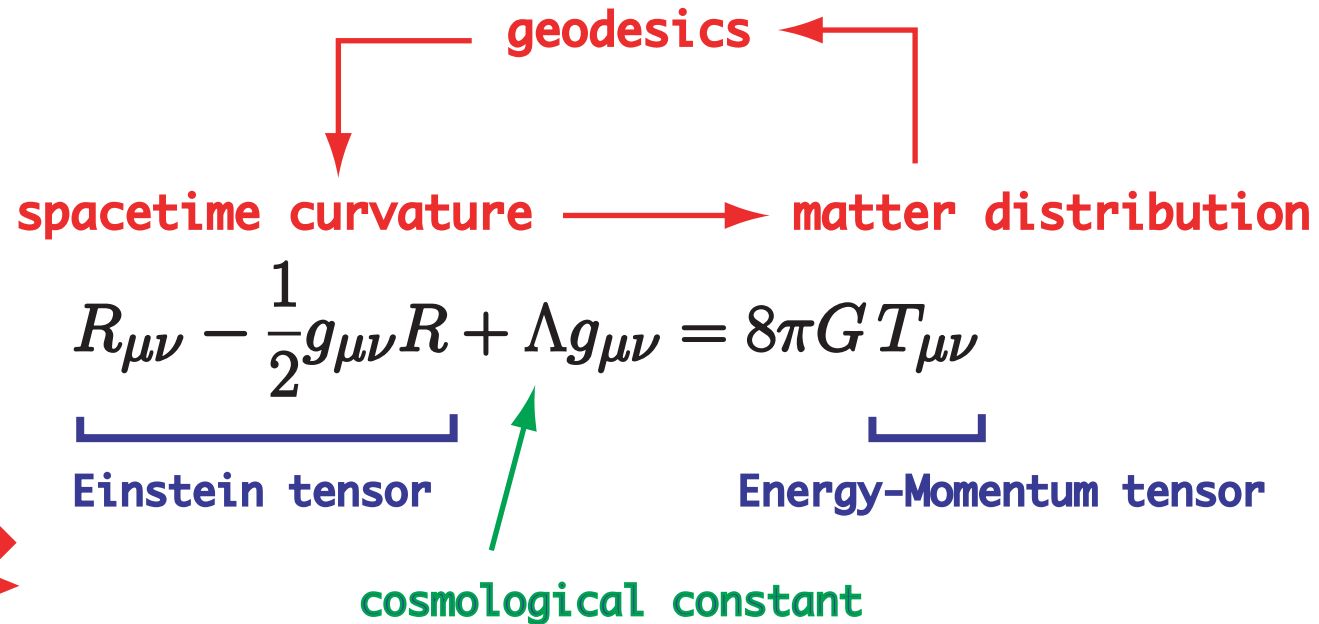 geodesics
spacetime curvature matter distribution
R_{\mu\nu} - \frac{1}{2} g_{\mu\nu} R + \Lambda g_{\mu\nu} = 8\pi G T_{\mu\nu}
Einstein tensor Energy-Momentum tensor
cosmological constant